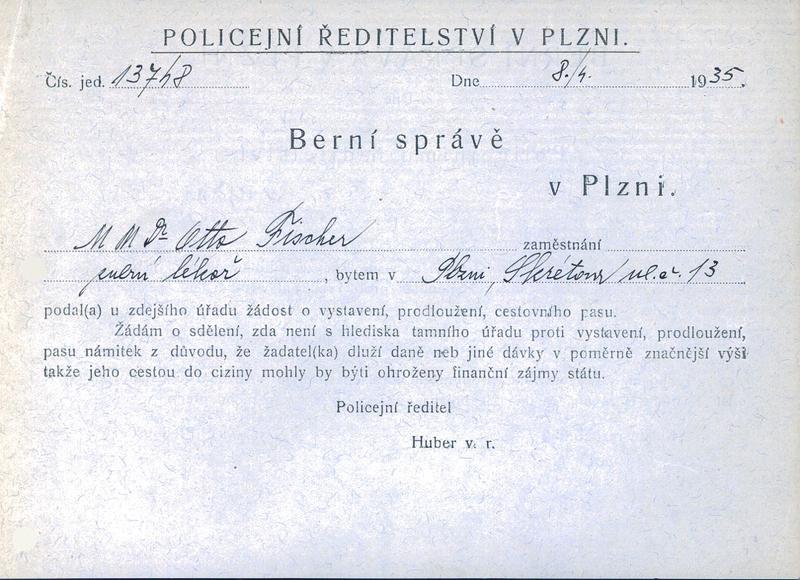 POLICEJNÍ ŘEDITELSTVÍ V PLZNI.
Čís. jed. 13748 Dne 8./4. 1935.
Berní správě
v Plzni.
M U Dr Otto Fischer zaměstnání
zubní lékař, bytem v Plzni, Skrétova ul. č. 13
podal(a) u zdejšího úřadu žádost o vystavení, prodloužení, cestovního pasu.
Žádám o sdělení, zda není s hlediska tamního úřadu proti vystavení, prodloužení,
pasu námitek z důvodu, že žadatel(ka) dluží daně neb jiné dávky v poměrně značnější výši
takže jeho cestou do ciziny mohly by býti ohroženy finanční zájmy státu.
Policejní ředitel
Huber v. r.